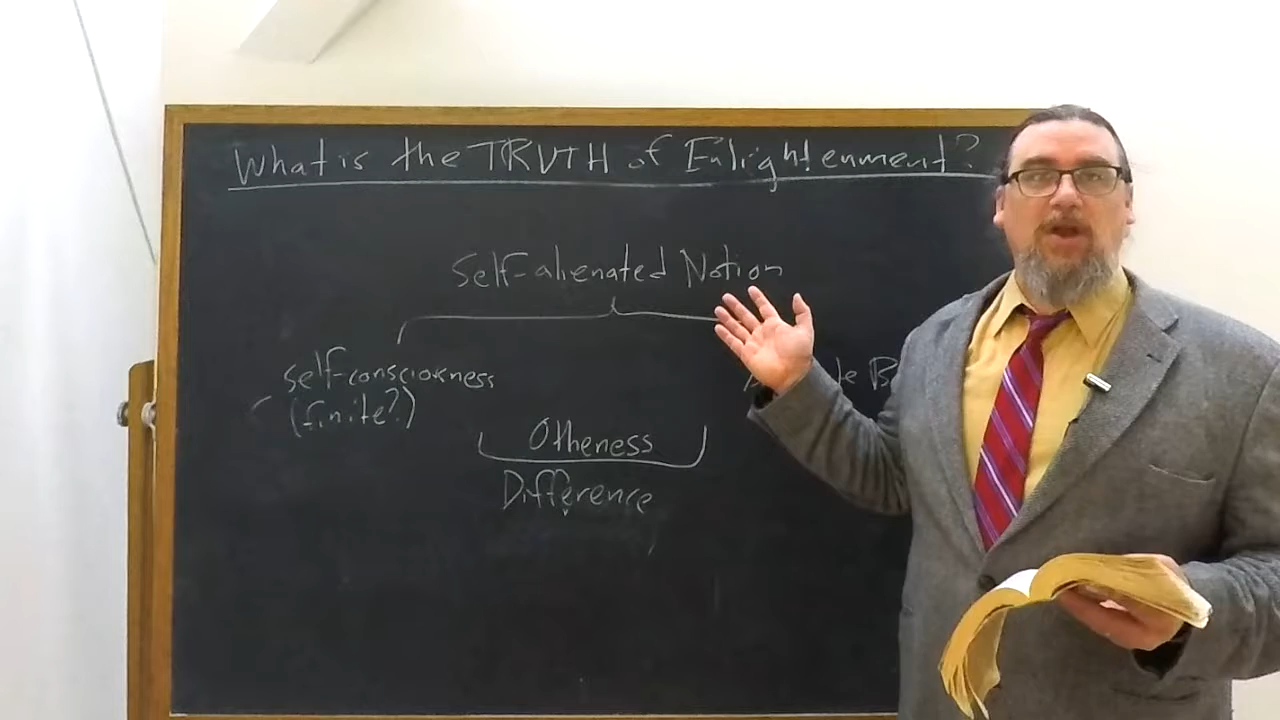 What is the TRUTH of Enlightenment?
Self-alienated Notion
self-consciousness
(finite?)
Otheness
Difference